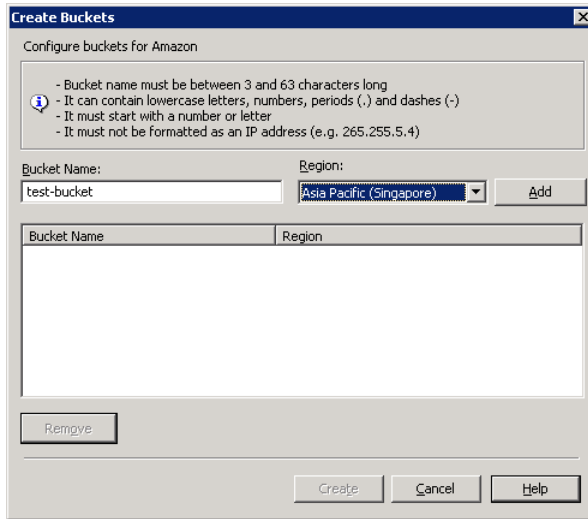 Create Buckets
Configure buckets for Amazon
- Bucket name must be between 3 and 63 characters long
- It can contain lowercase letters, numbers, periods (.) and dashes (-)
- It must start with a number or letter
- It must not be formatted as an IP address (e.g. 265.255.5.4)
Bucket Name:
Region:
test-bucket
Asia Pacific (Singapore)
Add
Bucket Name
Region
Remove
Create
Cancel
Help